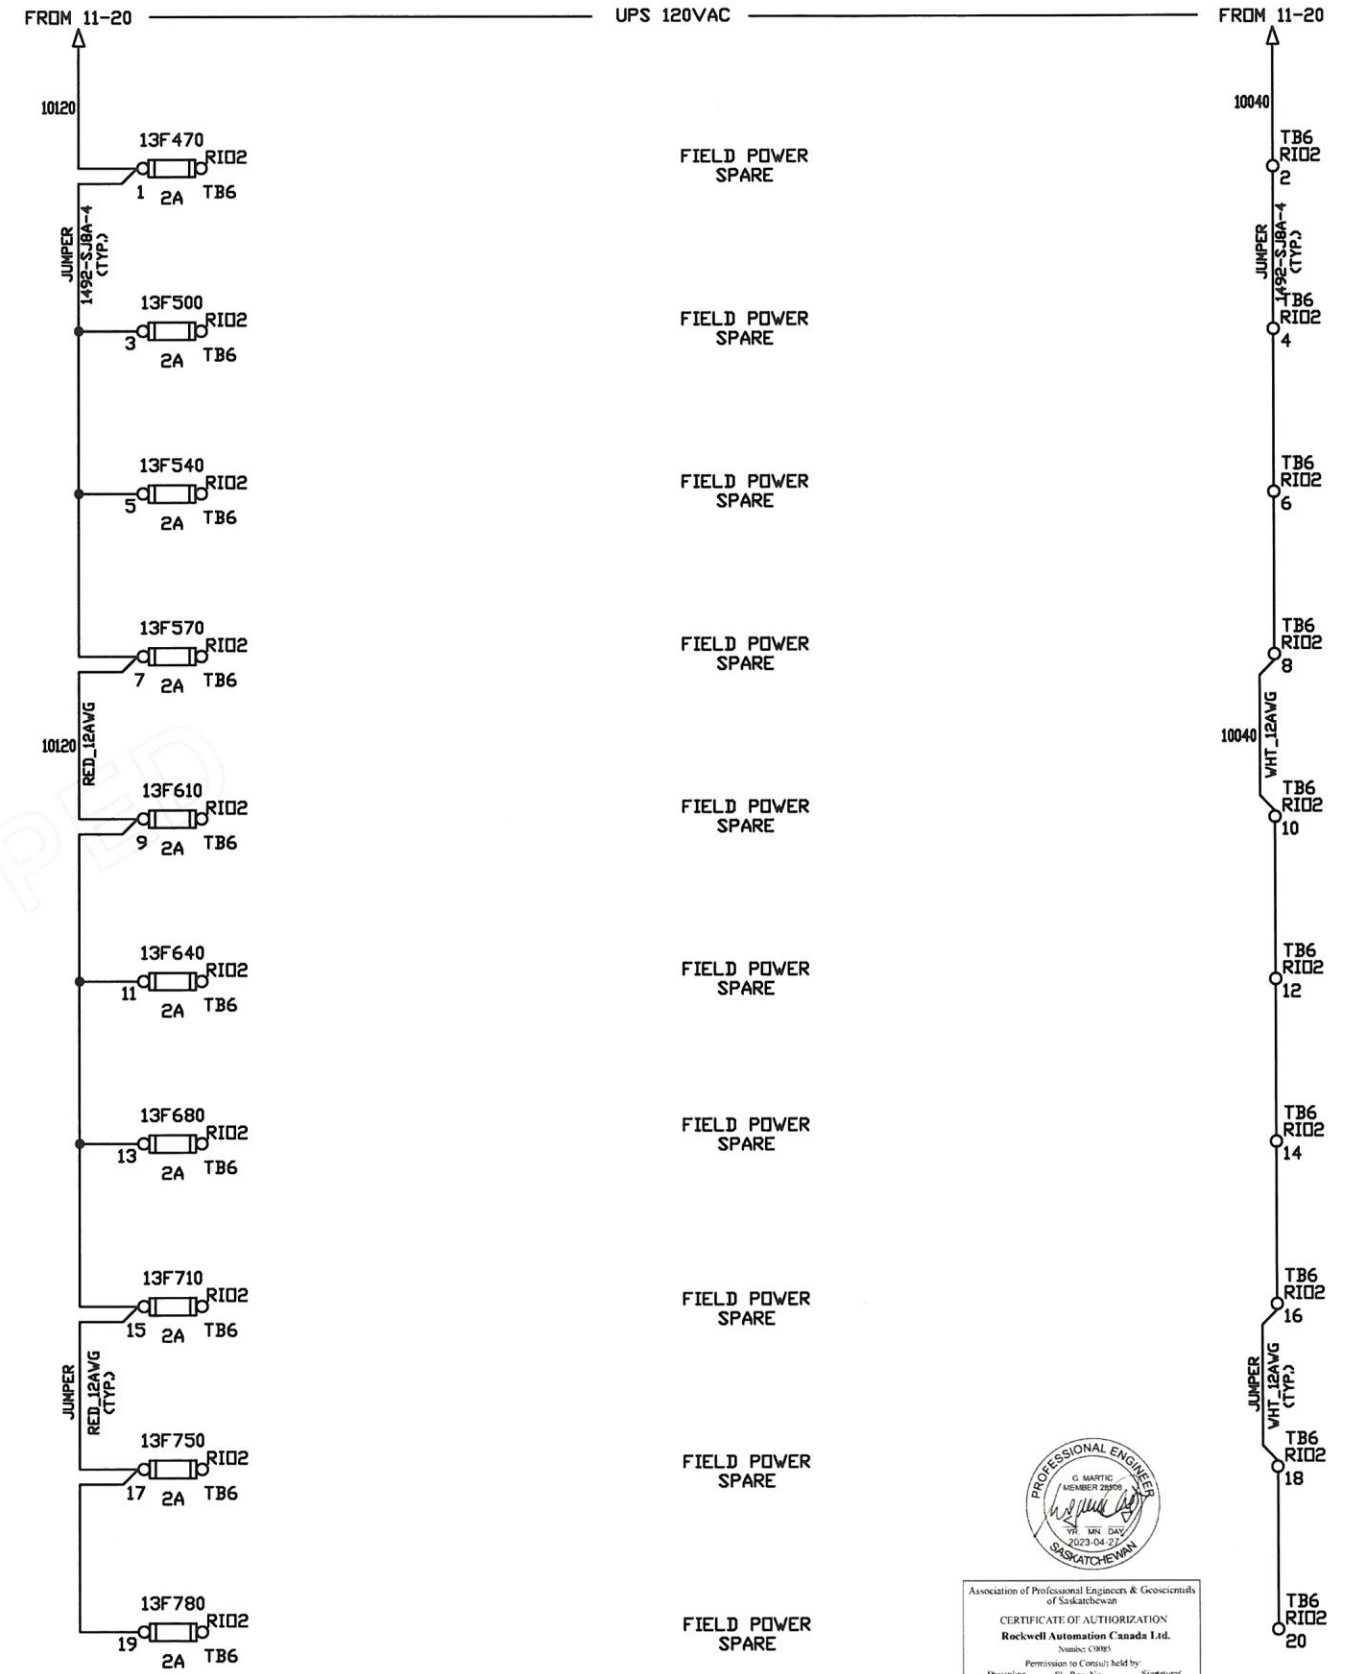 FROM 11-20
UPS 120VAC
FROM 11-20
10120
10040
13F470
RIO2
1
2A
TB6
FIELD POWER
SPARE
TB6
RIO2
2
JUMPER
1492-SJ8A-4
(TYP.)
JUMPER
1492-SJ8A-4
(TYP.)
13F500
RIO2
3
2A
TB6
FIELD POWER
SPARE
TB6
RIO2
4
13F540
RIO2
5
2A
TB6
FIELD POWER
SPARE
TB6
RIO2
6
13F570
RIO2
7
2A
TB6
FIELD POWER
SPARE
TB6
RIO2
8
10120
RED_12AWG
10040
WHT_12AWG
13F610
RIO2
9
2A
TB6
FIELD POWER
SPARE
TB6
RIO2
10
13F640
RIO2
11
2A
TB6
FIELD POWER
SPARE
TB6
RIO2
12
13F680
RIO2
13
2A
TB6
FIELD POWER
SPARE
TB6
RIO2
14
13F710
RIO2
15
2A
TB6
FIELD POWER
SPARE
TB6
RIO2
16
JUMPER
RED_12AWG
(TYP.)
JUMPER
WHT_12AWG
(TYP.)
13F750
RIO2
17
2A
TB6
FIELD POWER
SPARE
TB6
RIO2
18
13F780
RIO2
19
2A
TB6
FIELD POWER
SPARE
TB6
RIO2
20
PROFESSIONAL ENGINEER
G. MARTIC
MEMBER
YR. MN. DAY
2023-04-27
SASKATCHEWAN
Association of Professional Engineers & Geoscientists
of Saskatchewan
CERTIFICATE OF AUTHORIZATION
Rockwell Automation Canada Ltd.
Number
Permission to Consult held by:
PED